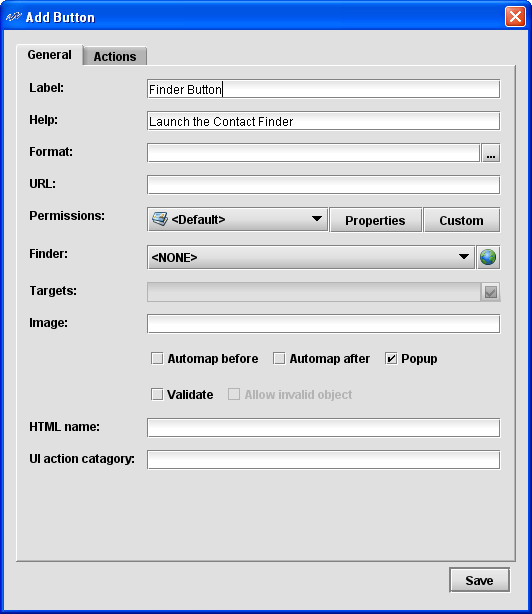 Add Button
General Actions
Label: Finder Button
Help: Launch the Contact Finder
Format: ...
URL:
Permissions: <Default> Properties Custom
Finder: <NONE>
Targets:
Image:
Automap before Automap after Popup
Validate Allow invalid object
HTML name:
UI action catagory:
Save